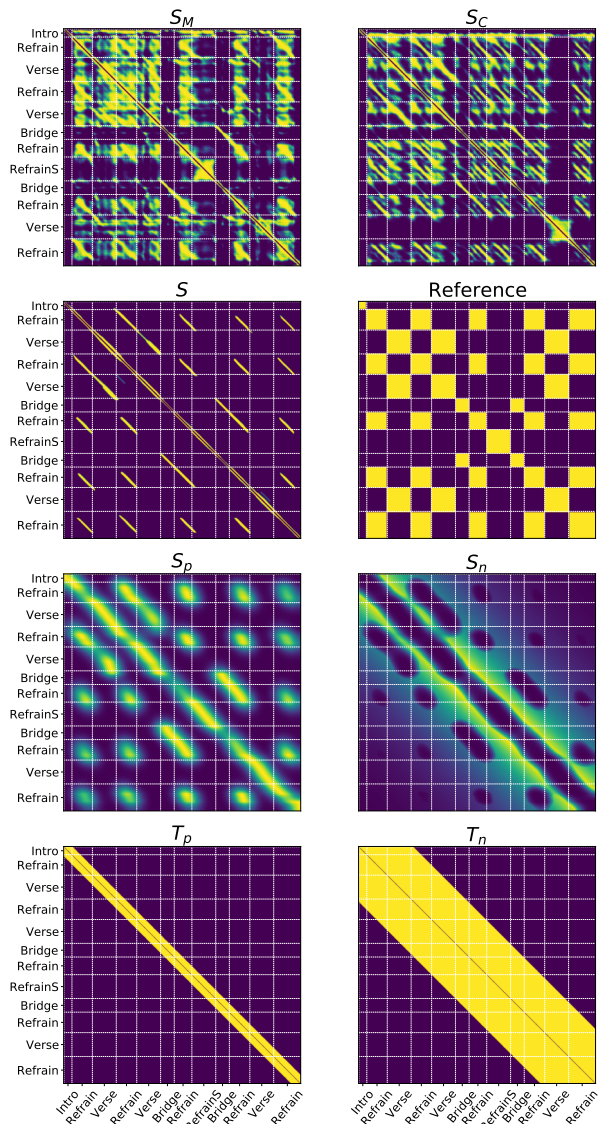 S_M S_C
Intro
Refrain
Verse
Refrain
Verse
Bridge
Refrain
RefrainS
Bridge
Refrain
Verse
Refrain
S Reference
Intro
Refrain
Verse
Refrain
Verse
Bridge
Refrain
RefrainS
Bridge
Refrain
Verse
Refrain
S_p S_n
Intro
Refrain
Verse
Refrain
Verse
Bridge
Refrain
RefrainS
Bridge
Refrain
Verse
Refrain
T_p T_n
Intro
Refrain
Verse
Refrain
Verse
Bridge
Refrain
RefrainS
Bridge
Refrain
Verse
Refrain
Intro Refrain Verse Refrain Verse Bridge Refrain RefrainS Bridge Refrain Verse Refrain Intro Refrain Verse Refrain Verse Bridge Refrain RefrainS Bridge Refrain Verse Refrain